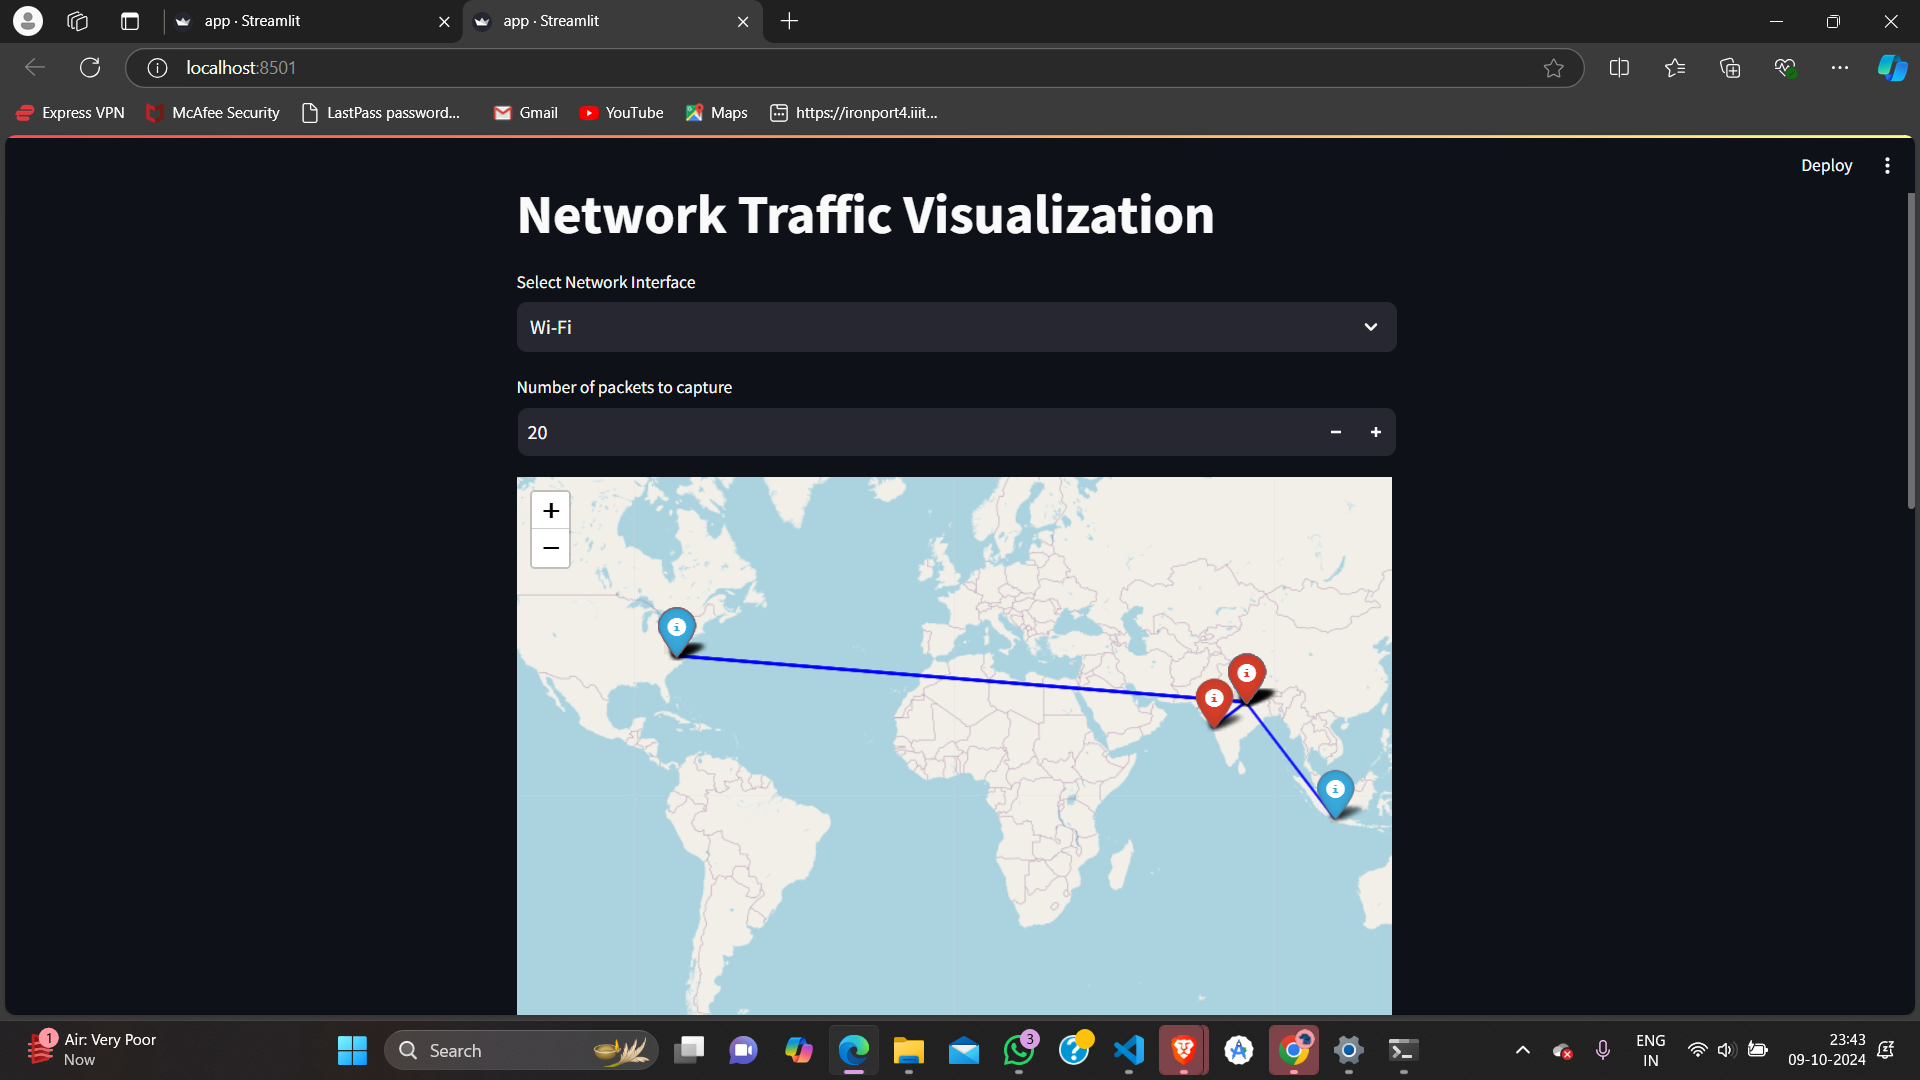 app · Streamlit
app · Streamlit
localhost:8501
Express VPN
McAfee Security
LastPass password...
Gmail
YouTube
Maps
https://ironport4.iiit...
Deploy
Network Traffic Visualization
Select Network Interface
Wi-Fi
Number of packets to capture
20
1
Air: Very Poor
Now
Search
3
ENG
IN
23:43
09-10-2024